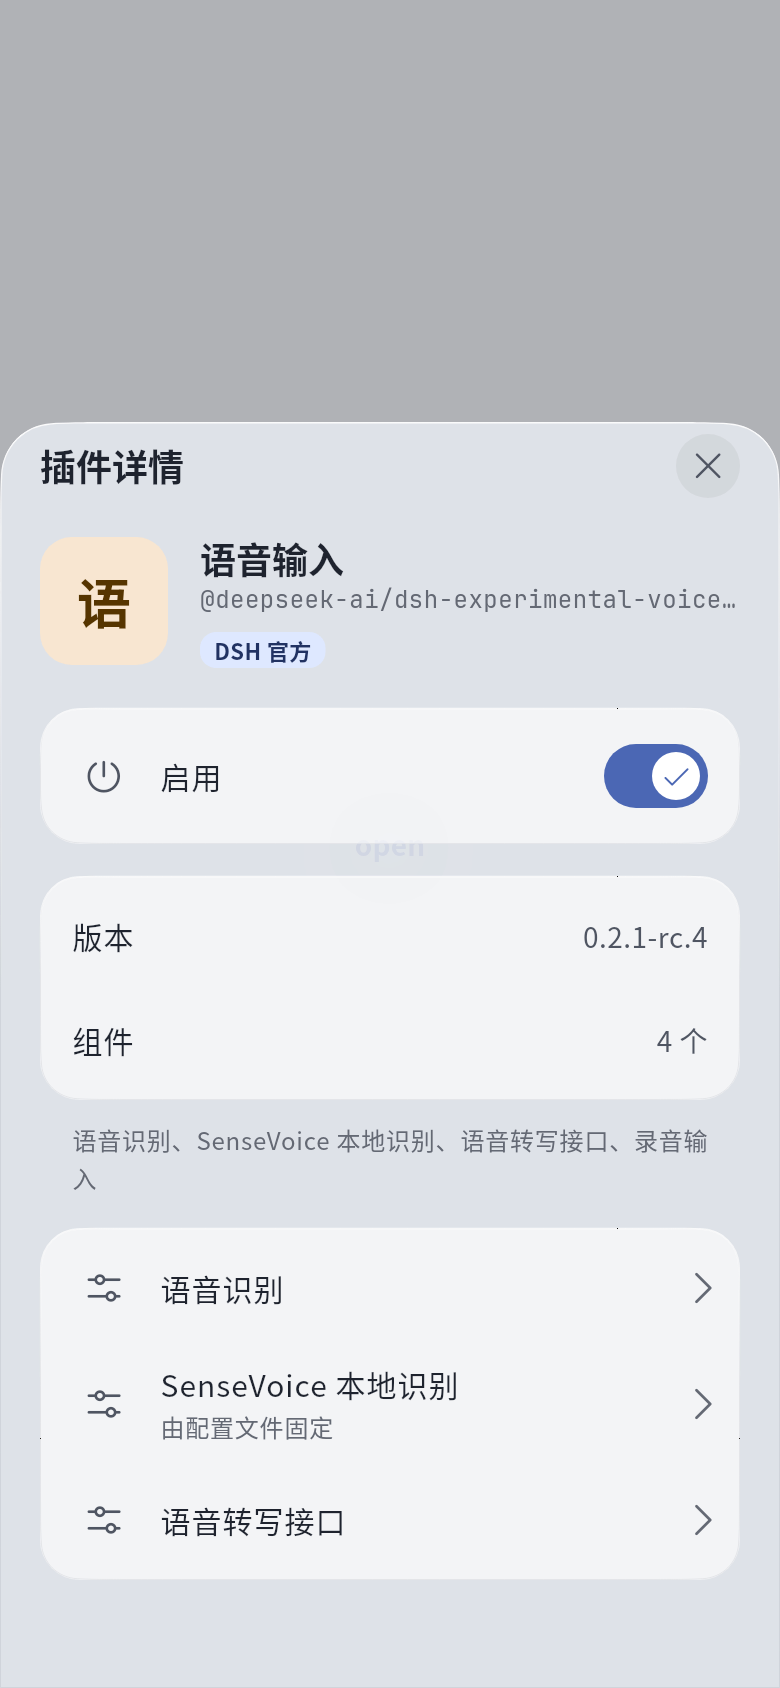 插件详情
语
语音输入
@deepseek-ai/dsh-experimental-voice…
DSH 官方
启用
open
版本
0.2.1-rc.4
组件
4 个
语音识别、SenseVoice 本地识别、语音转写接口、录音输
入
语音识别
SenseVoice 本地识别
由配置文件固定
语音转写接口